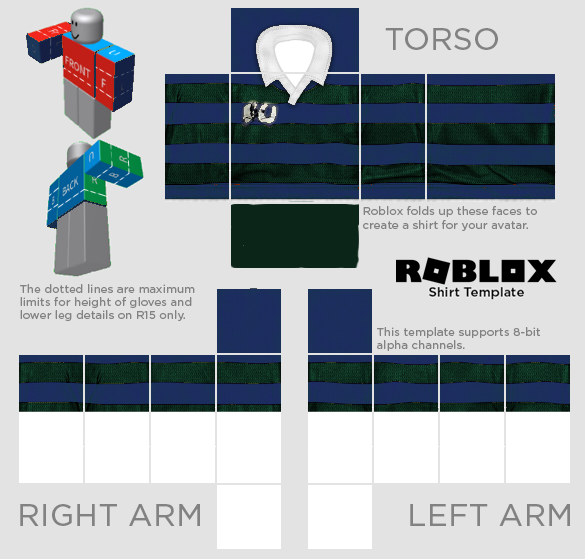 TORSO
FRONT
F
BACK
R
Roblox folds up these faces to
create a shirt for your avatar.
ROBLOX
Shirt Template
The dotted lines are maximum
limits for height of gloves and
lower leg details on R15 only.
This template supports 8-bit
alpha channels.
RIGHT ARM
LEFT ARM